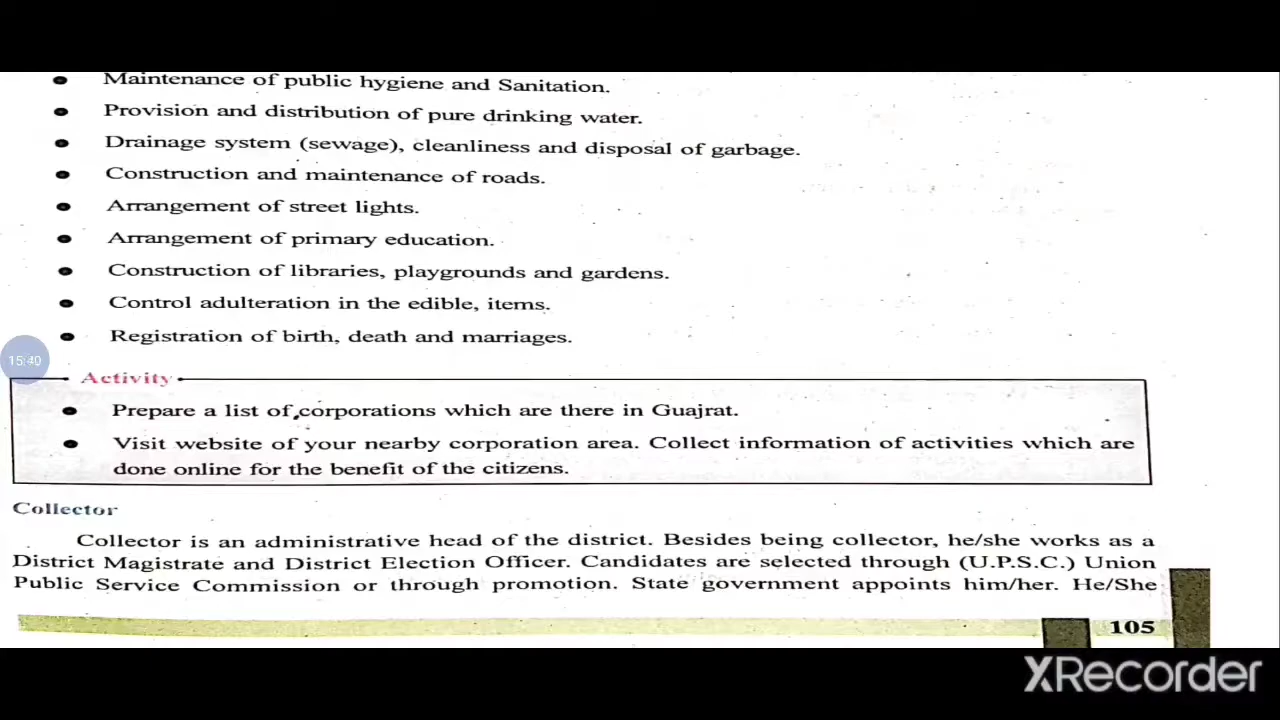 Maintenance of public hygiene and Sanitation.
Provision and distribution of pure drinking water.
Drainage system (sewage), cleanliness and disposal of garbage.
Construction and maintenance of roads.
Arrangement of street lights.
Arrangement of primary education.
Construction of libraries, playgrounds and gardens.
Control adulteration in the edible, items.
Registration of birth, death and marriages.
15:40
Activity
Prepare a list of corporations which are there in Guajrat.
Visit website of your nearby corporation area. Collect information of activities which are
done online for the benefit of the citizens.
Collector
Collector is an administrative head of the district. Besides being collector, he/she works as a
District Magistrate and District Election Officer. Candidates are selected through (U.P.S.C.) Union
Public Service Commission or through promotion. State government appoints him/her. He/She
105
XRecorder